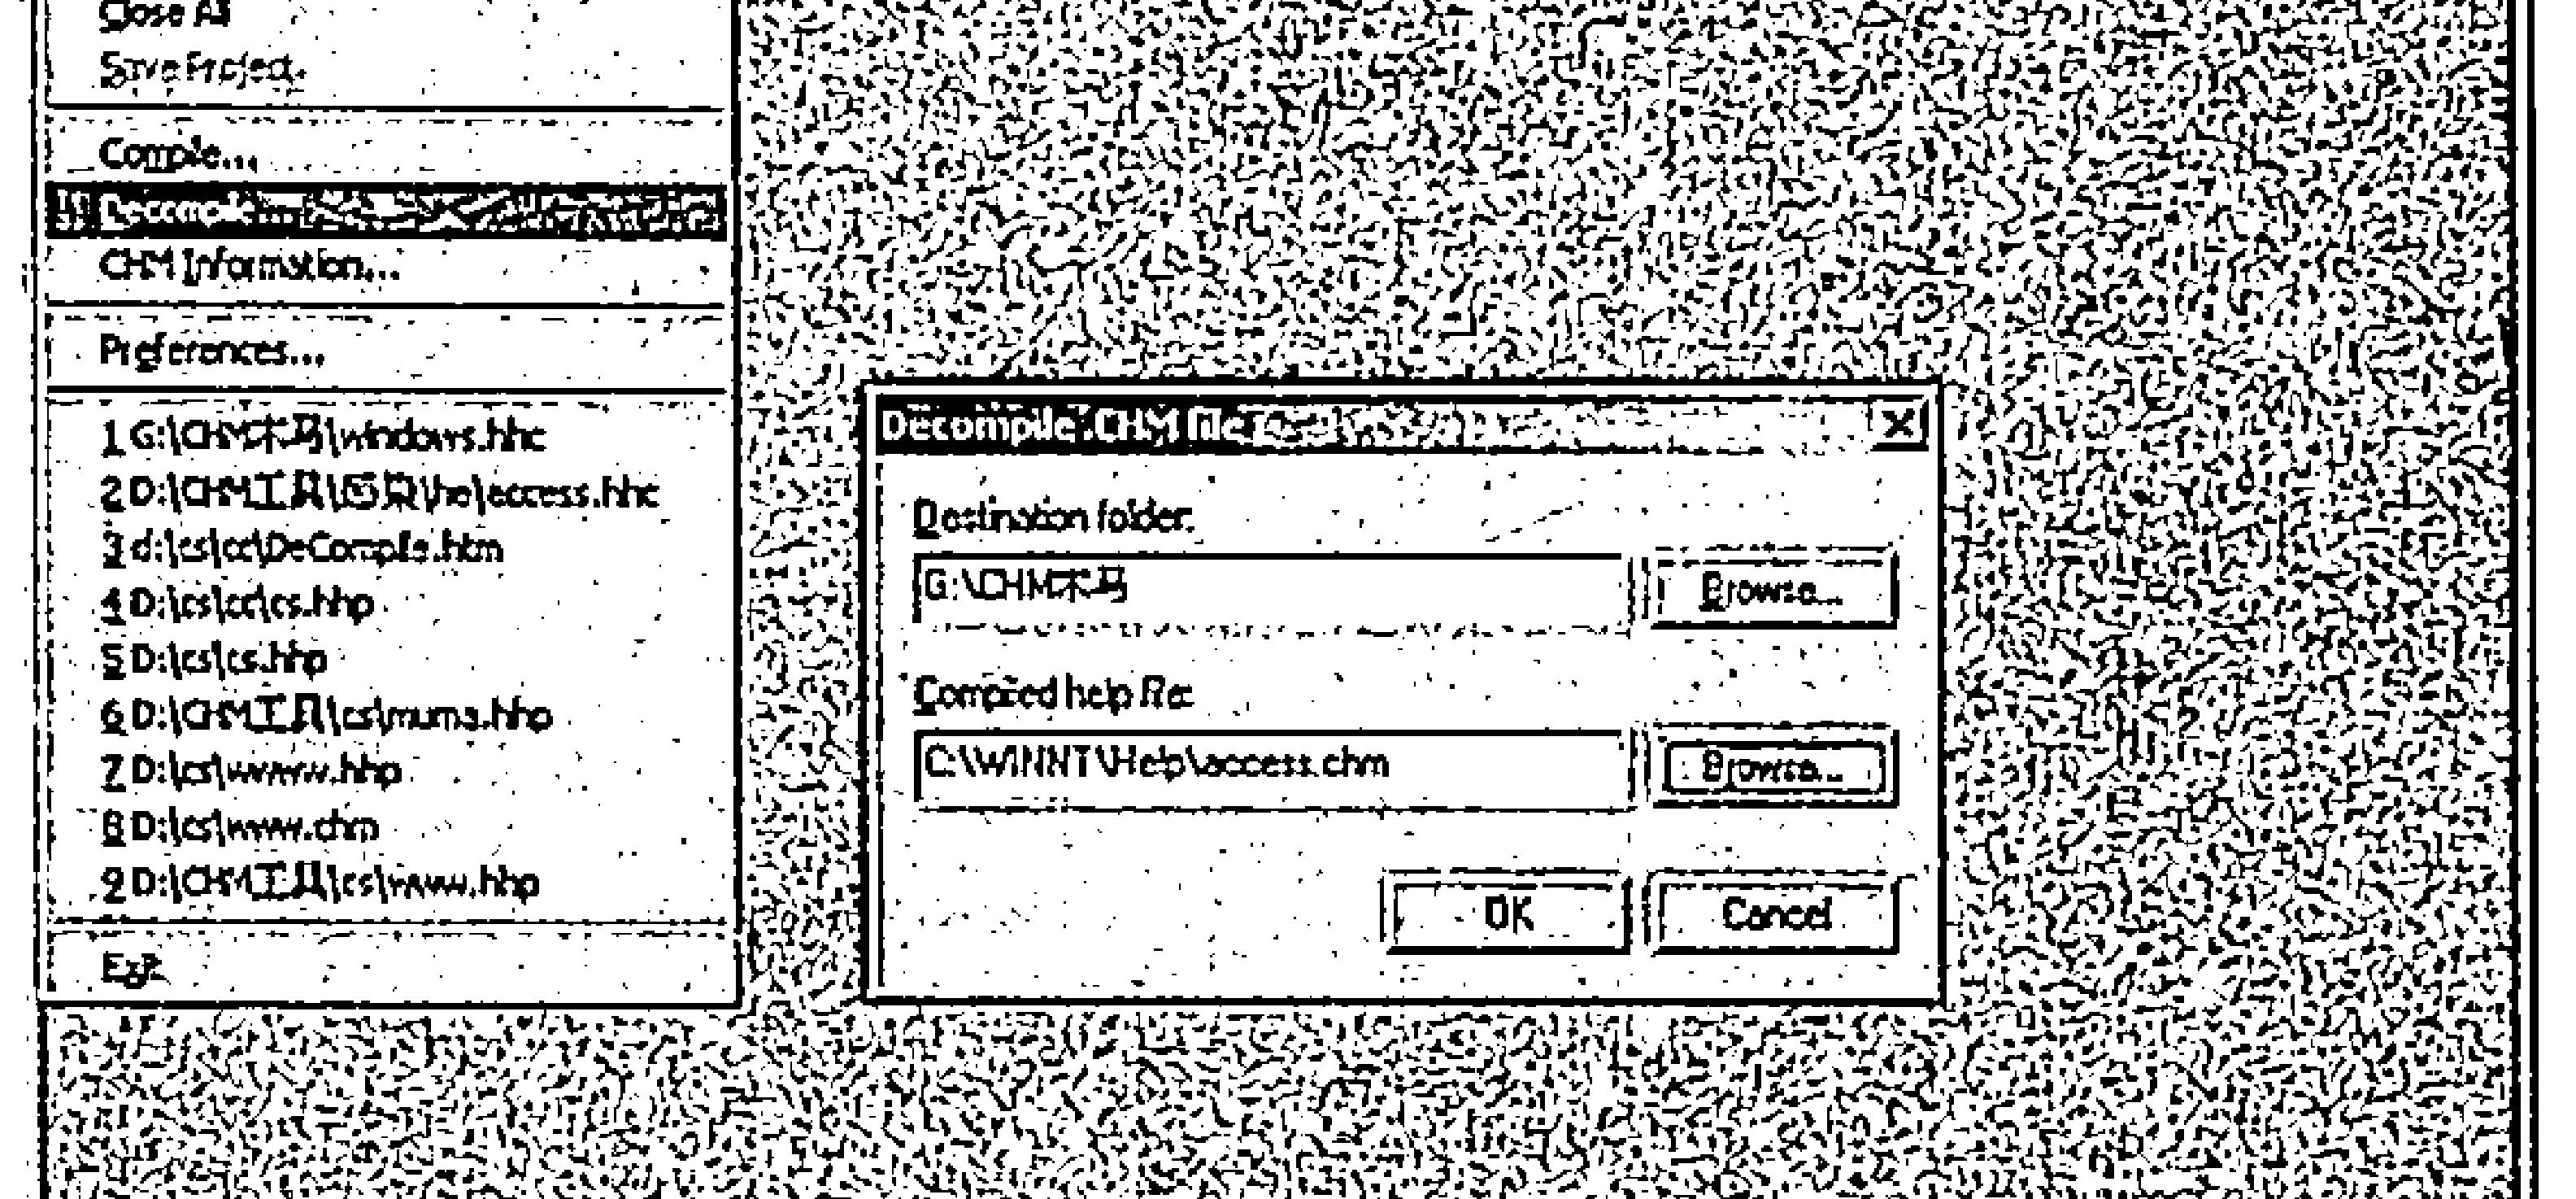 Close All
Save Project
Compile...
Decompile...
CHM Information...
Preferences...
1 G:\CHM木马\windows.hhc
2 D:\CHM工具\access.hhc
3 d:\cs\cc\DeCompile.htm
4 D:\cs\cc\cs.hhp
5 D:\cs\cs.hhp
6 D:\CHM工具\cs\muma.hhp
7 D:\cs\www.hhp
8 D:\cs\www.chm
9 D:\CHM工具\cs\www.hhp
Exit
Decompile .CHM file
Destination folder:
G:\CHM木马
Browse...
Compiled help file:
C:\WINNT\Help\access.chm
Browse...
OK
Cancel